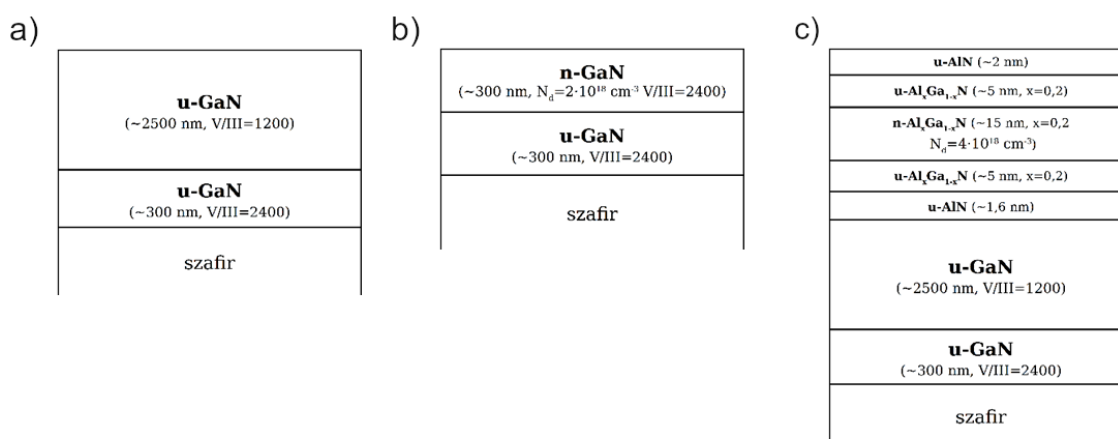 a)
u-GaN
(~2500 nm, V/III=1200)
u-GaN
(~300 nm, V/III=2400)
szafir
b)
n-GaN
(~300 nm, N_d=2·10¹⁸ cm⁻³ V/III=2400)
u-GaN
(~300 nm, V/III=2400)
szafir
c)
u-AlN (~2 nm)
u-AlₓGa₁₋ₓN (~5 nm, x=0,2)
n-AlₓGa₁₋ₓN (~15 nm, x=0,2
N_d=4·10¹⁸ cm⁻³)
u-AlₓGa₁₋ₓN (~5 nm, x=0,2)
u-AlN (~1,6 nm)
u-GaN
(~2500 nm, V/III=1200)
u-GaN
(~300 nm, V/III=2400)
szafir